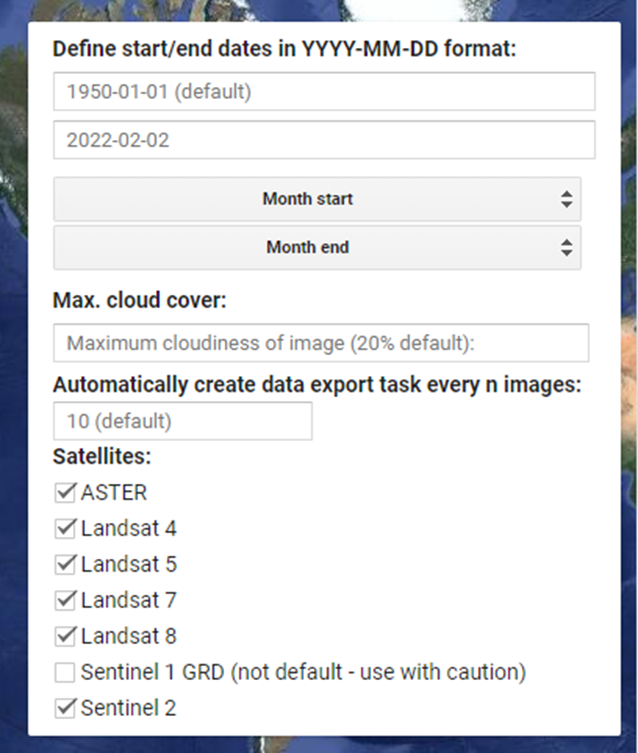 Define start/end dates in YYYY-MM-DD format:
1950-01-01 (default)
2022-02-02
Month start
Month end
Max. cloud cover:
Maximum cloudiness of image (20% default):
Automatically create data export task every n images:
10 (default)
Satellites:
ASTER
Landsat 4
Landsat 5
Landsat 7
Landsat 8
Sentinel 1 GRD (not default - use with caution)
Sentinel 2